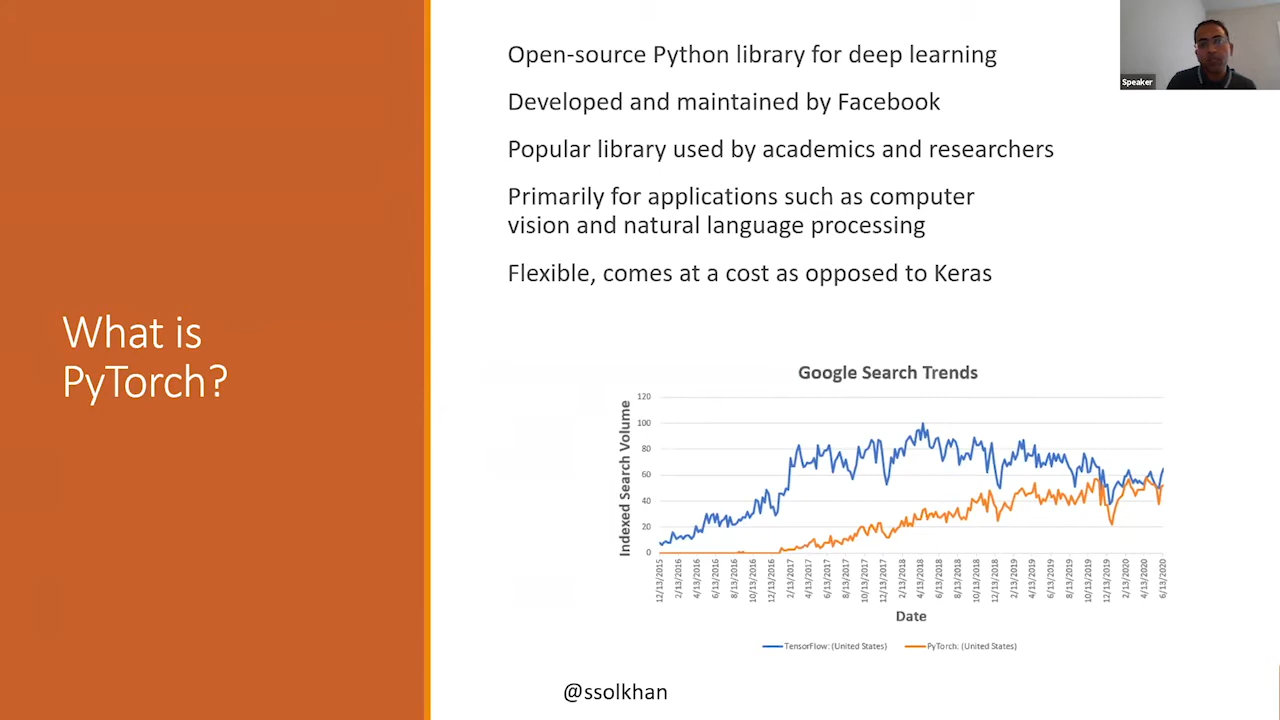 Open-source Python library for deep learning
Developed and maintained by Facebook
Popular library used by academics and researchers
Primarily for applications such as computer
vision and natural language processing
Flexible, comes at a cost as opposed to Keras
Speaker
What is
PyTorch?
Google Search Trends
Indexed Search Volume
120
100
80
60
40
20
0
12/13/2015
2/13/2016
4/13/2016
6/13/2016
8/13/2016
10/13/2016
12/13/2016
2/13/2017
4/13/2017
6/13/2017
8/13/2017
10/13/2017
12/13/2017
2/13/2018
4/13/2018
6/13/2018
8/13/2018
10/13/2018
12/13/2018
2/13/2019
4/13/2019
6/13/2019
8/13/2019
10/13/2019
12/13/2019
2/13/2020
4/13/2020
6/13/2020
Date
TensorFlow: (United States)
PyTorch: (United States)
@ssolkhan